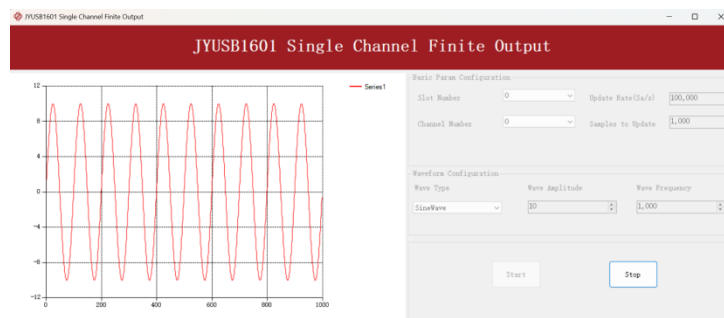 JYUSB1601 Single Channel Finite Output
JYUSB1601 Single Channel Finite Output
Series1
12
8
4
0
-4
-8
-12
0 200 400 600 800 1000
Basic Param Configuration
Slot Number 0 Update Rate(Sa/s) 100,000
Channel Number 0 Samples to Update 1,000
Waveform Configuration
Wave Type Wave Amplitude Wave Frequency
SineWave 10 1,000
Start Stop